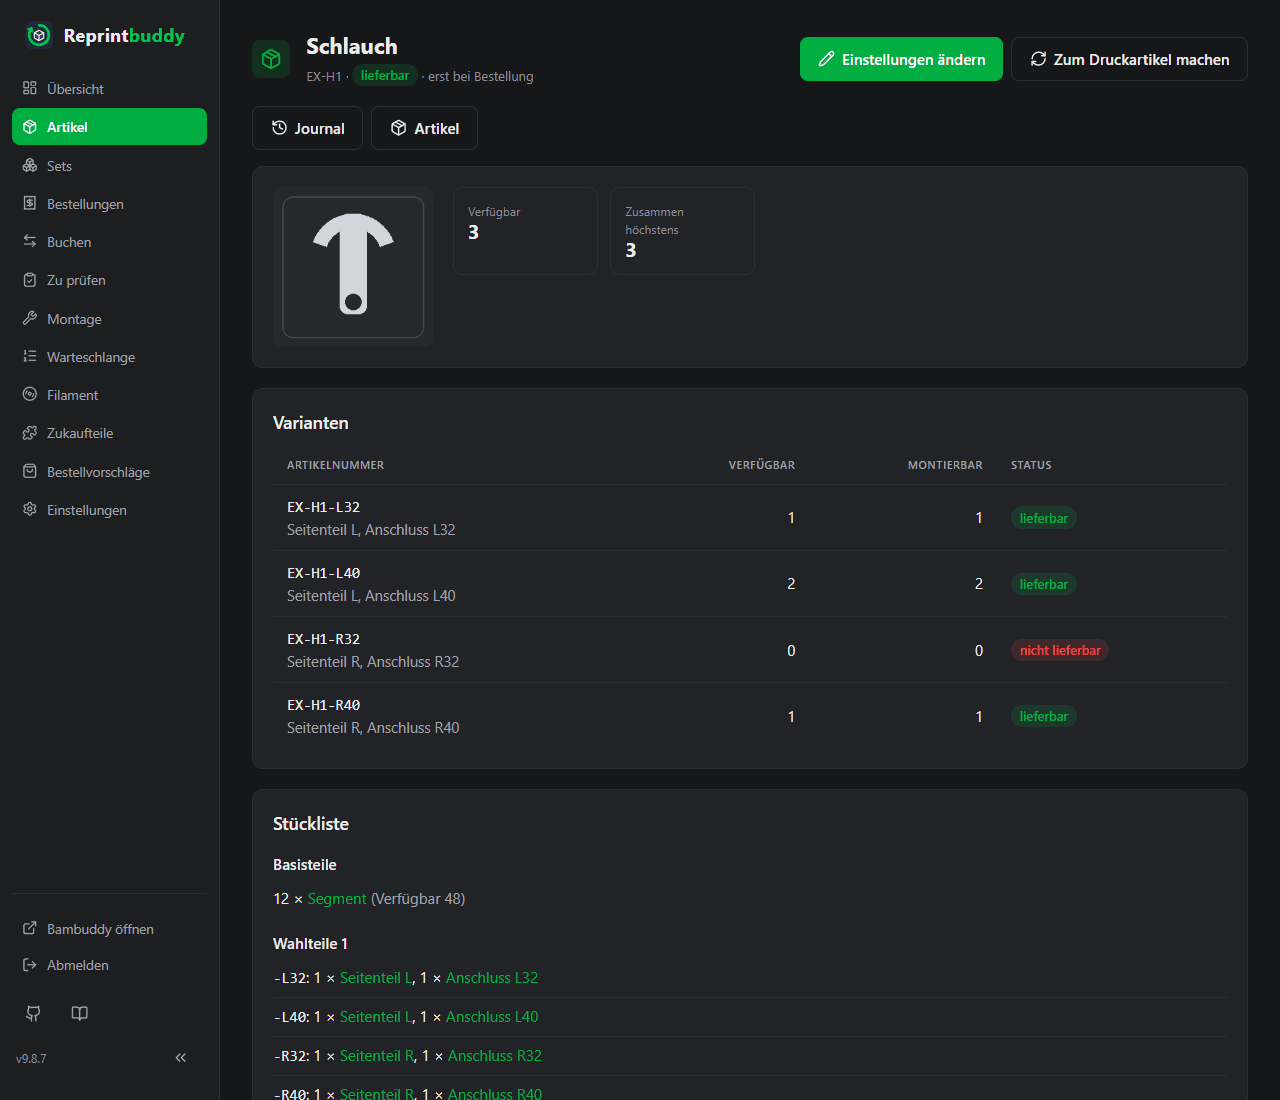 Reprintbuddy
Übersicht
Artikel
Sets
Bestellungen
Buchen
Zu prüfen
Montage
Warteschlange
Filament
Zukaufteile
Bestellvorschläge
Einstellungen
Bambuddy öffnen
Abmelden
v9.8.7
Schlauch
EX-H1 · lieferbar · erst bei Bestellung
Einstellungen ändern
Zum Druckartikel machen
Journal
Artikel
Verfügbar
3
Zusammen
höchstens
3
Varianten
ARTIKELNUMMER VERFÜGBAR MONTIERBAR STATUS
EX-H1-L32
Seitenteil L, Anschluss L32
1 1 lieferbar
EX-H1-L40
Seitenteil L, Anschluss L40
2 2 lieferbar
EX-H1-R32
Seitenteil R, Anschluss R32
0 0 nicht lieferbar
EX-H1-R40
Seitenteil R, Anschluss R40
1 1 lieferbar
Stückliste
Basisteile
12 × Segment (Verfügbar 48)
Wahlteile 1
-L32: 1 × Seitenteil L, 1 × Anschluss L32
-L40: 1 × Seitenteil L, 1 × Anschluss L40
-R32: 1 × Seitenteil R, 1 × Anschluss R32
-R40: 1 × Seitenteil R, 1 × Anschluss R40